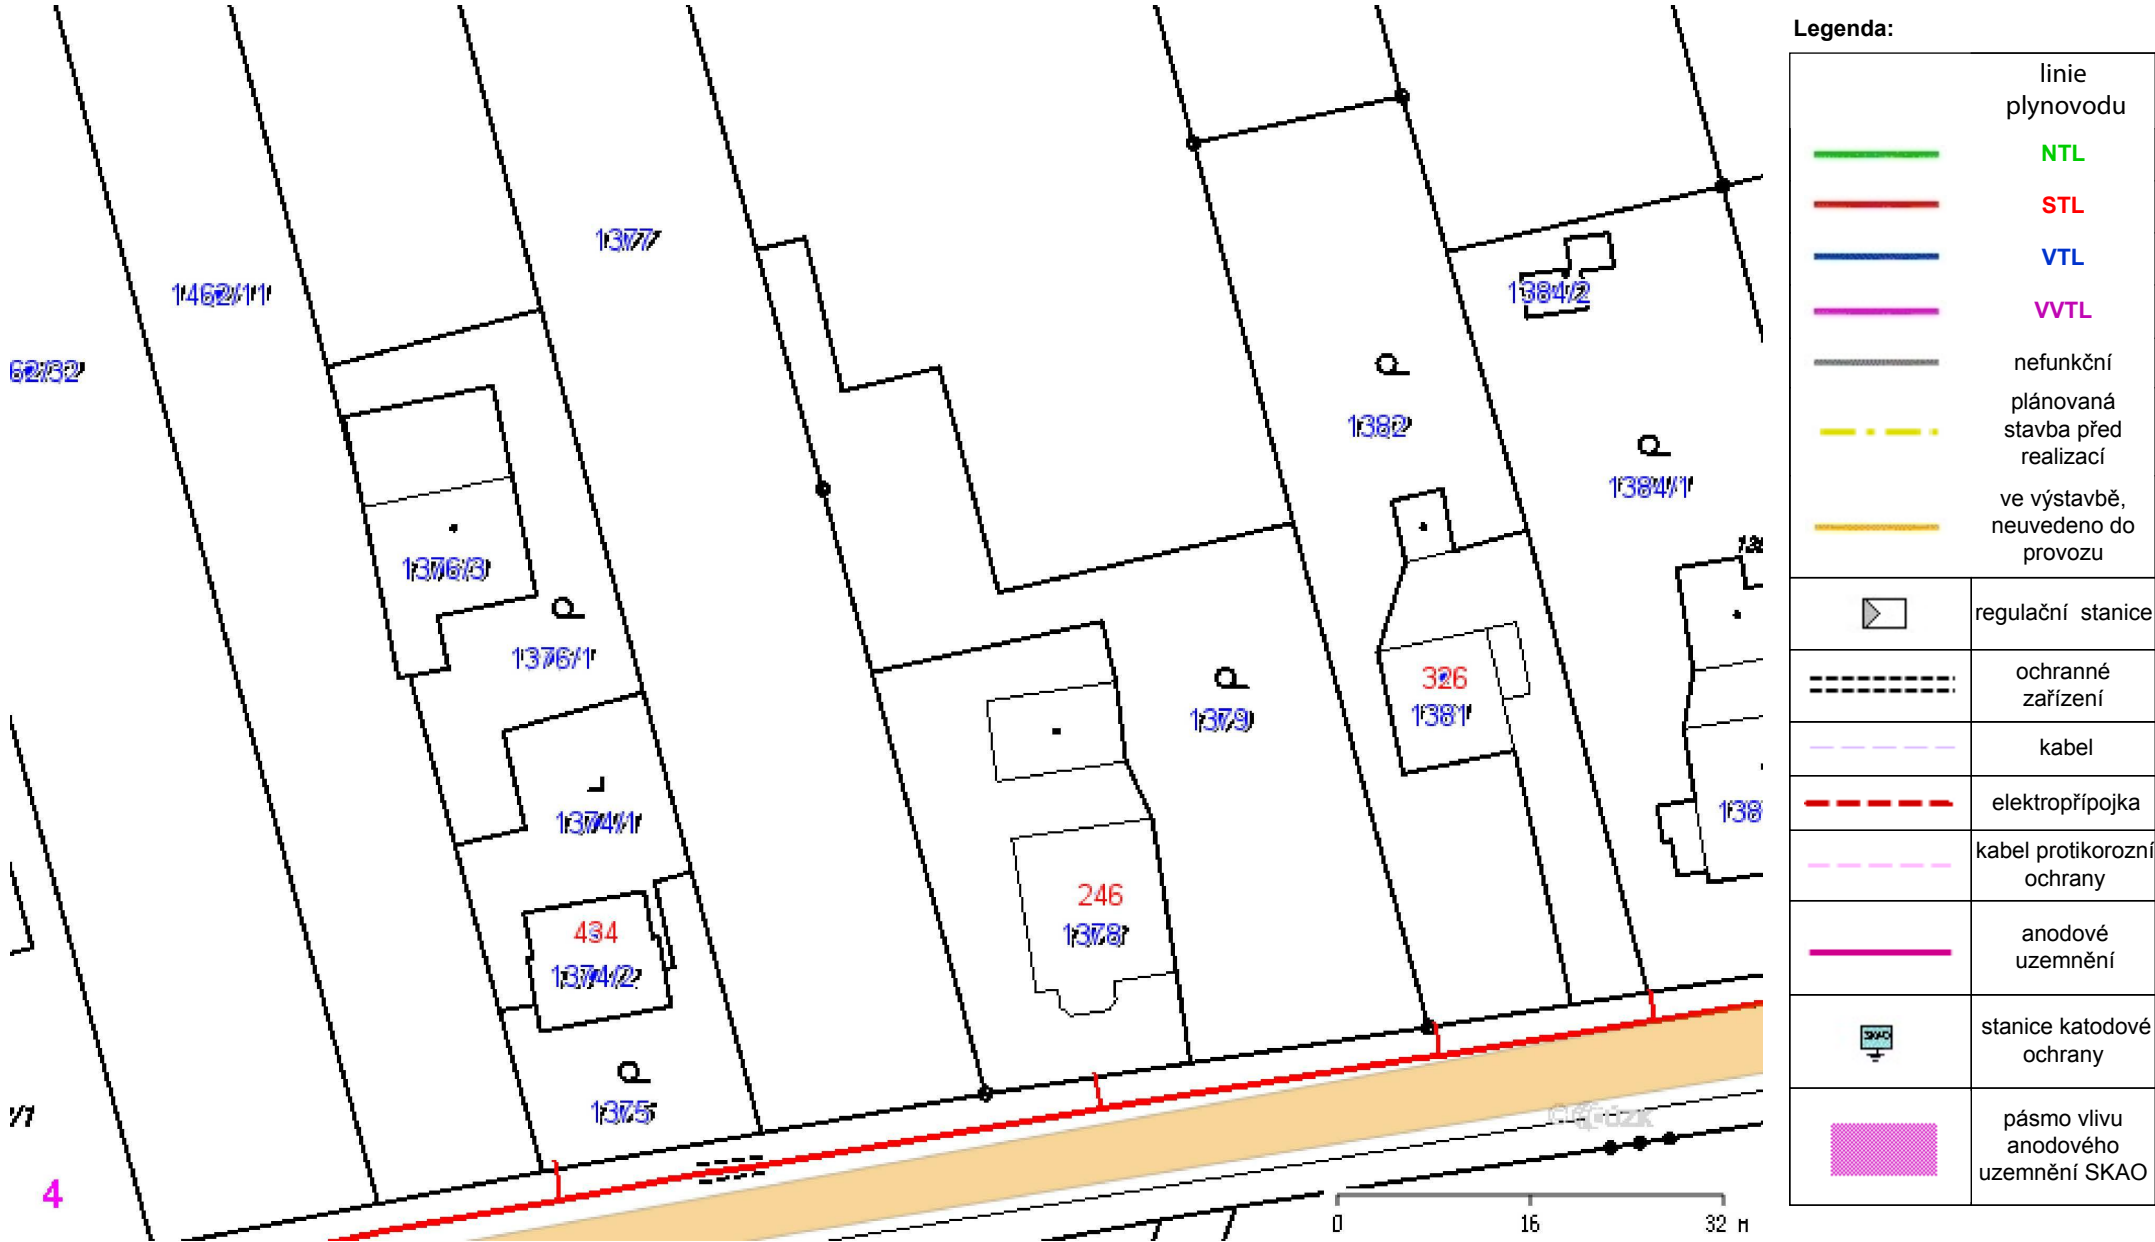 Legenda:
linie
plynovodu
NTL
STL
VTL
VVTL
nefunkční
plánovaná
stavba před
realizací
ve výstavbě,
neuvedeno do
provozu
regulační stanice
ochranné
zařízení
kabel
elektropřípojka
kabel protikorozní
ochrany
anodové
uzemnění
SKAO
stanice katodové
ochrany
pásmo vlivu
anodového
uzemnění SKAO
1377
1462/11
1384/2
62/32
1382
1384/1
1376/3
1376/1
326
1381
1379
1374/1
138
246
1378
434
1374/2
1375
/1
4
0 16 32 м